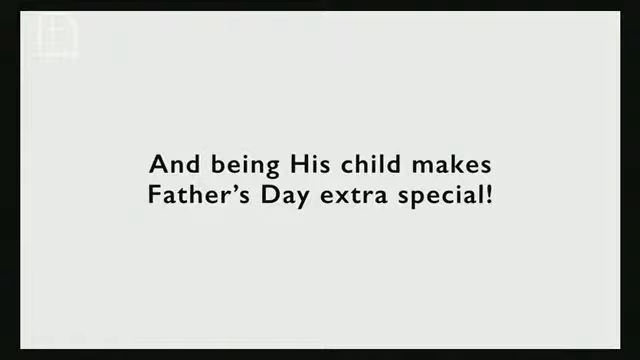 And being His child makes
Father's Day extra special!